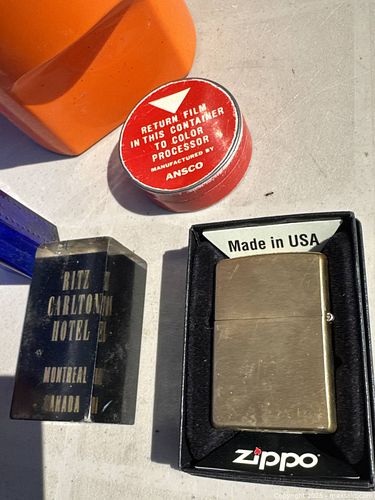 RETURN FILM
IN THIS CONTAINER
TO COLOR
PROCESSOR
MANUFACTURED BY
ANSCO
Made in USA
RITZ
CARLTON
HOTEL
MONTREAL
CANADA
zippo